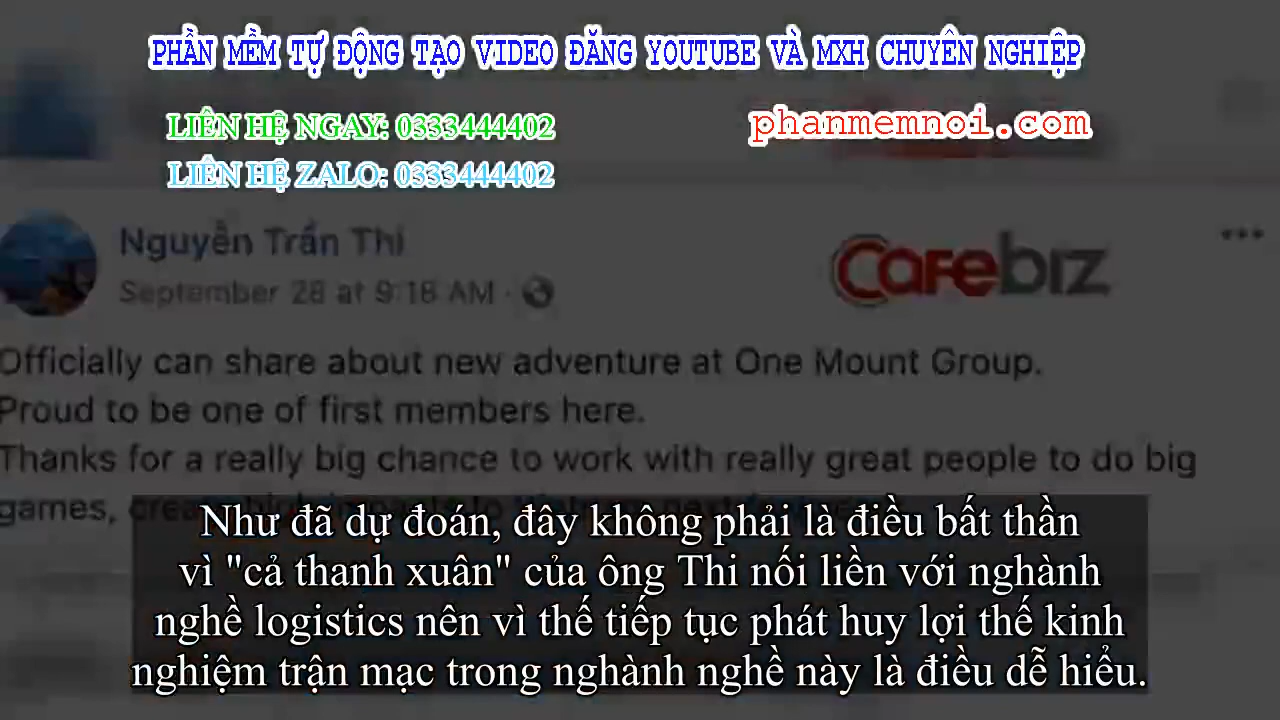 PHẦN MỀM TỰ ĐỘNG TẠO VIDEO ĐĂNG YOUTUBE VÀ MXH CHUYÊN NGHIỆP
LIÊN HỆ NGAY: 0333444402
phanmemnoi.com
LIÊN HỆ ZALO: 0333444402
Nguyễn Trần Thi
September 28 at 9:18 AM
Cafebiz
Officially can share about new adventure at One Mount Group.
Proud to be one of first members here.
Thanks for a really big chance to work with really great people to do big
games,
Như đã dự đoán, đây không phải là điều bất thần
vì "cả thanh xuân" của ông Thi nối liền với nghành
nghề logistics nên vì thế tiếp tục phát huy lợi thế kinh
nghiệm trận mạc trong nghành nghề này là điều dễ hiểu.